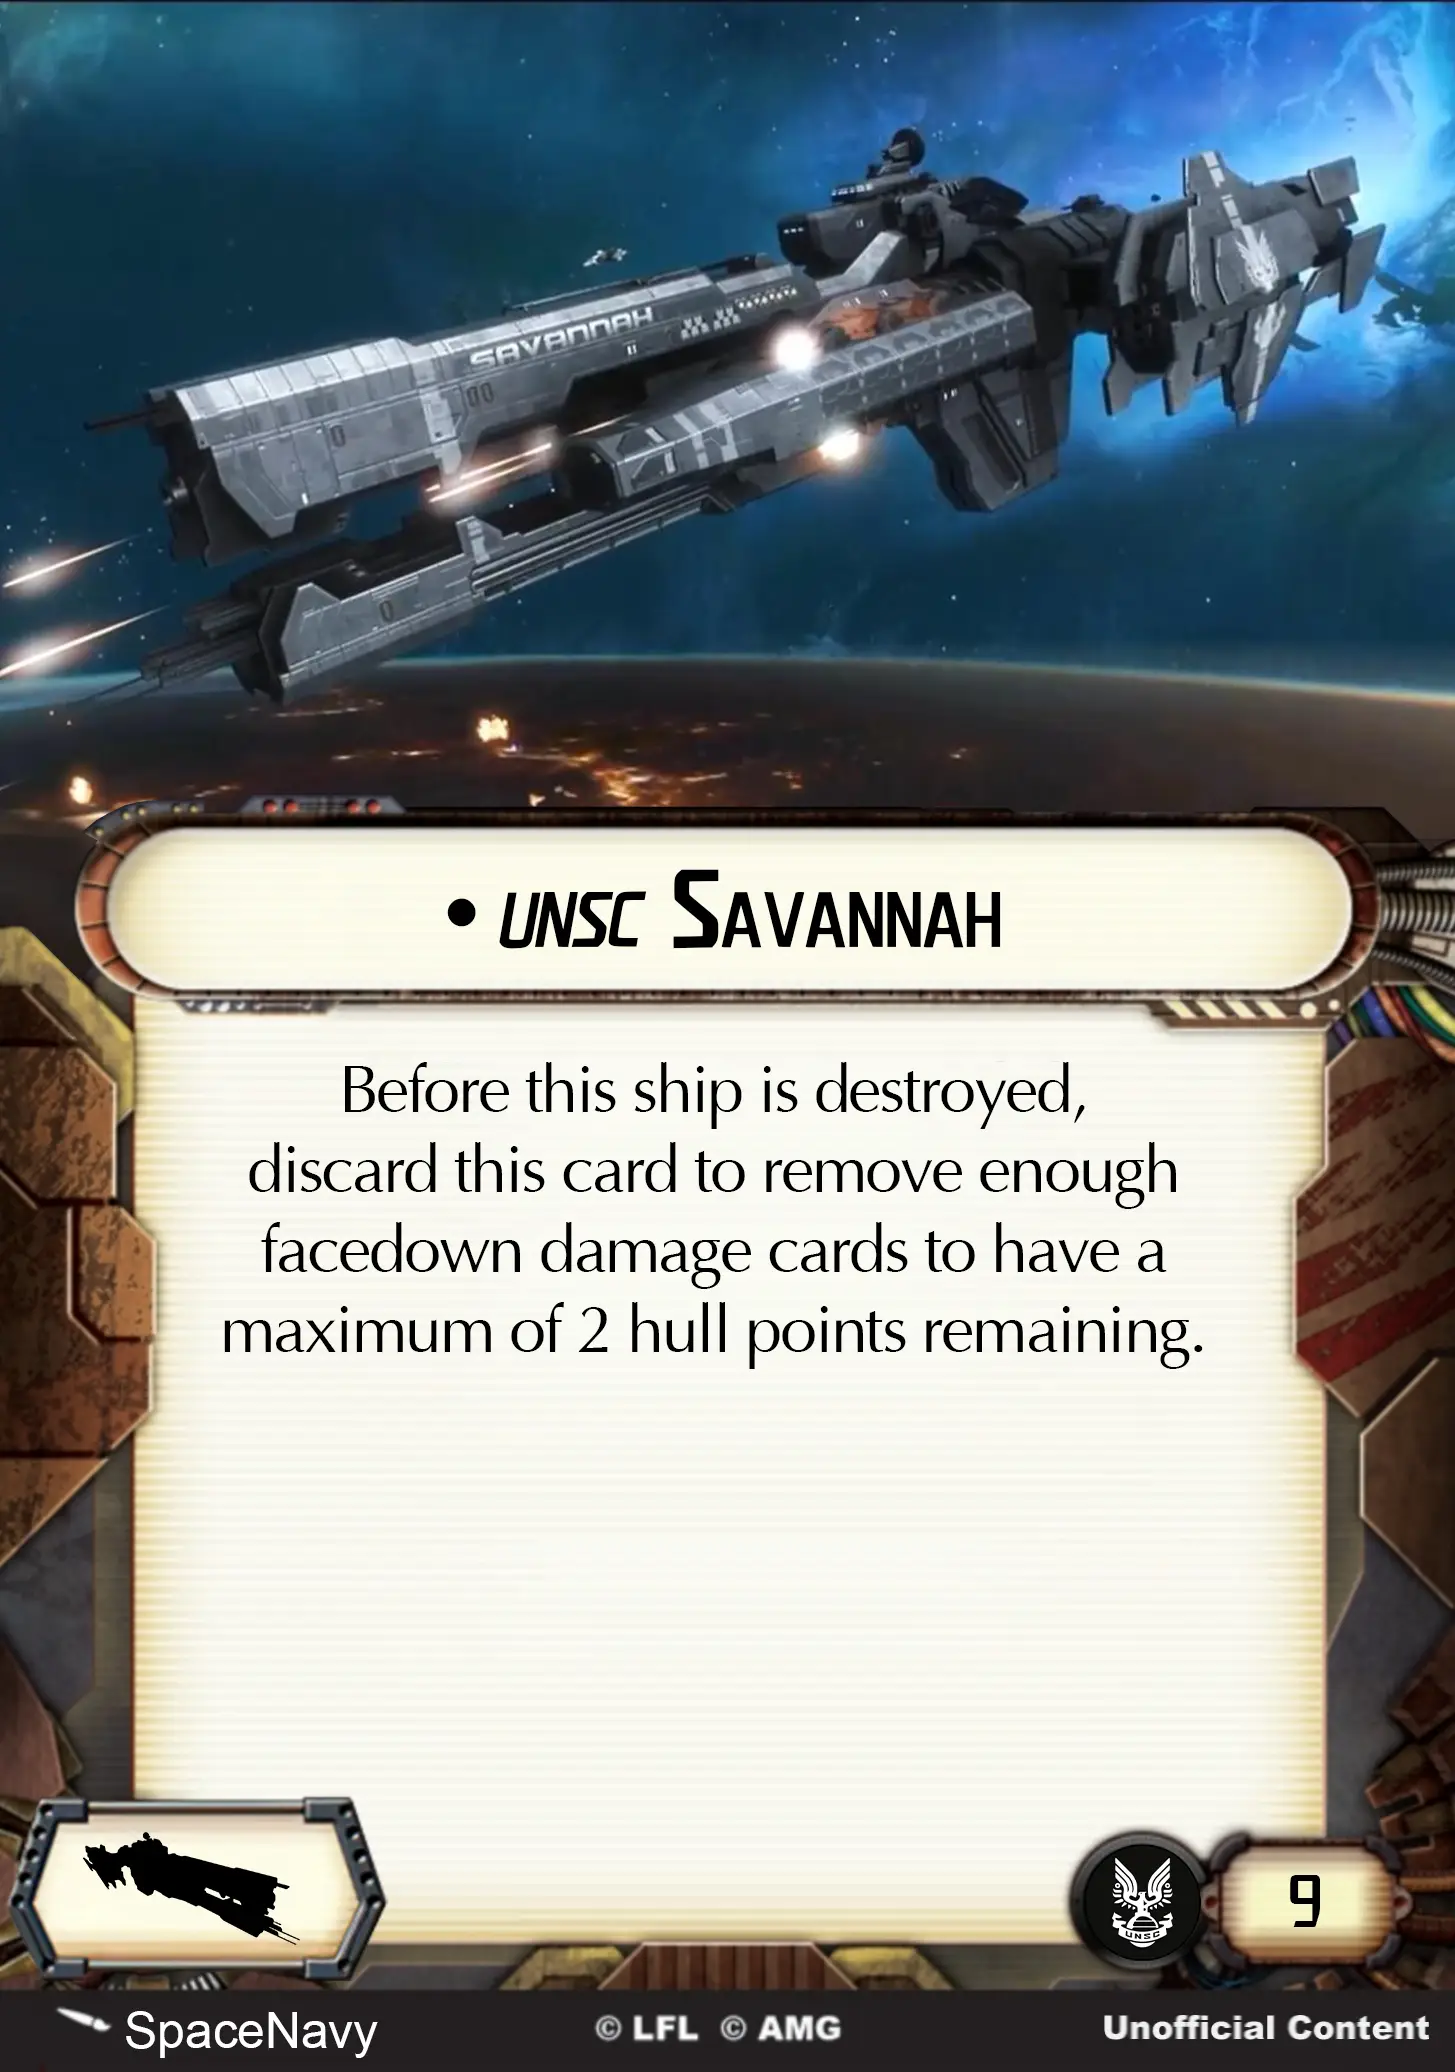 SAVANNAH
• UNSC SAVANNAH
Before this ship is destroyed,
discard this card to remove enough
facedown damage cards to have a
maximum of 2 hull points remaining.
UNSC
9
SpaceNavy
© LFL © AMG
Unofficial Content